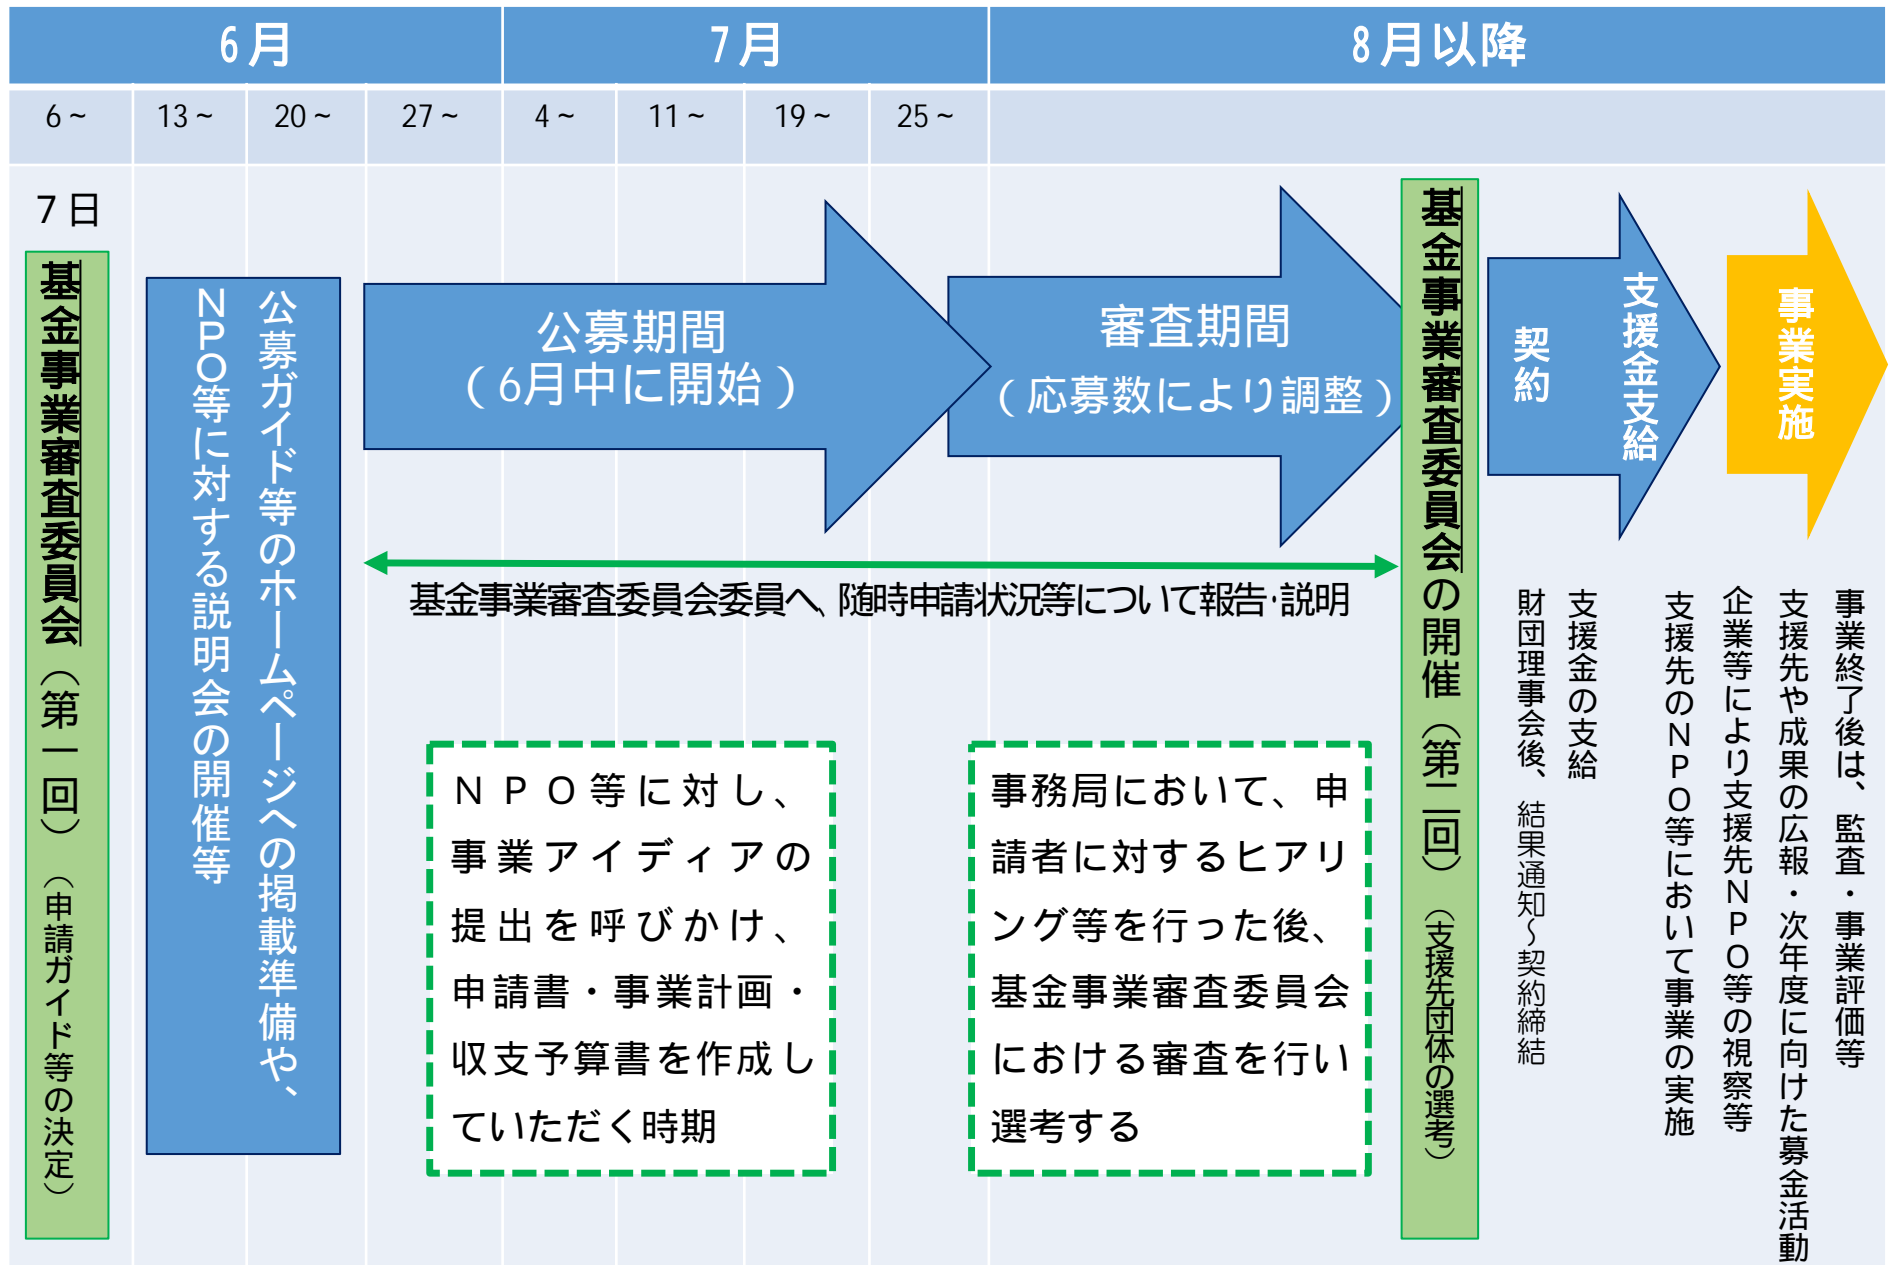 6月
7月
8月以降
6～
13～
20～
27～
4～
11～
19～
25～
7日
基金事業審査委員会（第一回）（申請ガイド等の決定）
公募ガイド等のホームページへの掲載準備や、
ＮＰＯ等に対する説明会の開催等
公募期間
（6月中に開始）
審査期間
（応募数により調整）
基金事業審査委員会の開催（第二回）（支援先団体の選考）
契約
支援金支給
事業実施
基金事業審査委員会委員へ、随時申請状況等について報告・説明
ＮＰＯ等に対し、
事業アイディアの
提出を呼びかけ、
申請書・事業計画・
収支予算書を作成し
ていただく時期
事務局において、申
請者に対するヒアリ
ング等を行った後、
基金事業審査委員会
における審査を行い
選考する
財団理事会後、結果通知～契約締結
支援金の支給
支援先のＮＰＯ等において事業の実施
企業等により支援先ＮＰＯ等の視察等
支援先や成果の広報・次年度に向けた募金活動
事業終了後は、監査・事業評価等